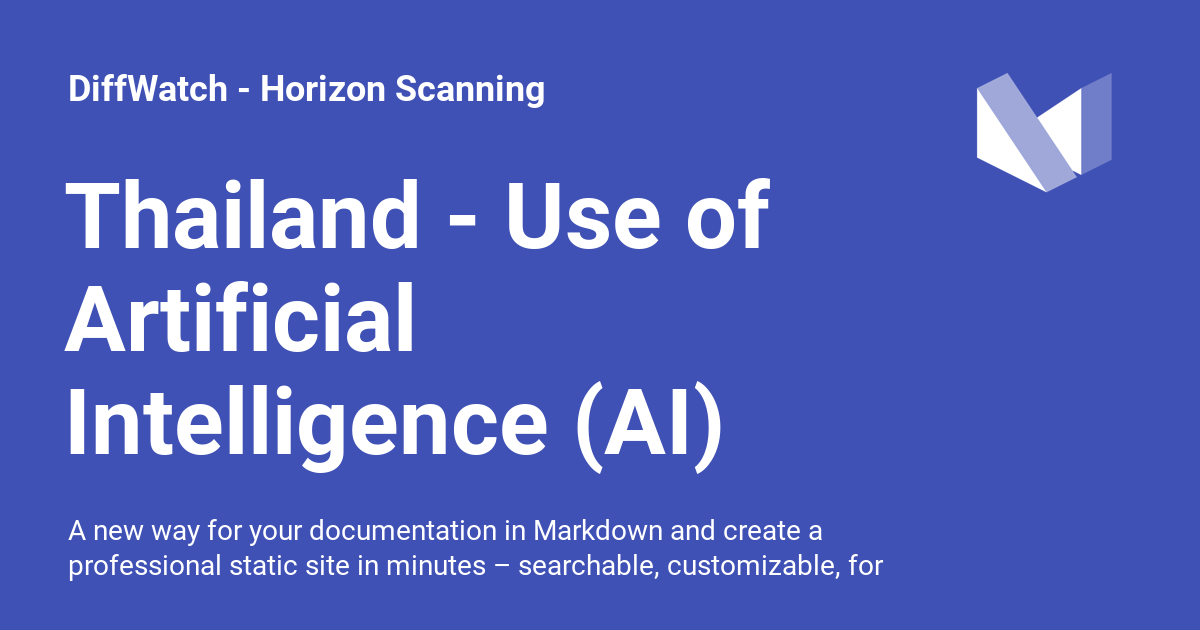 DiffWatch - Horizon Scanning
Thailand - Use of
Artificial
Intelligence (AI)
A new way for your documentation in Markdown and create a
professional static site in minutes – searchable, customizable, for